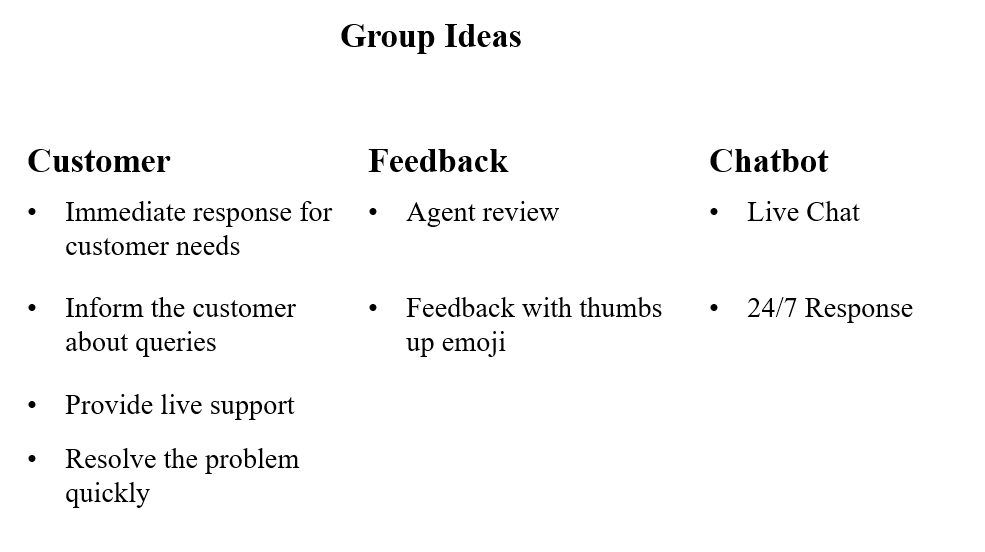 Group Ideas
Customer
• Immediate response for
customer needs
• Inform the customer
about queries
• Provide live support
• Resolve the problem
quickly
Feedback
• Agent review
• Feedback with thumbs
up emoji
Chatbot
• Live Chat
• 24/7 Response